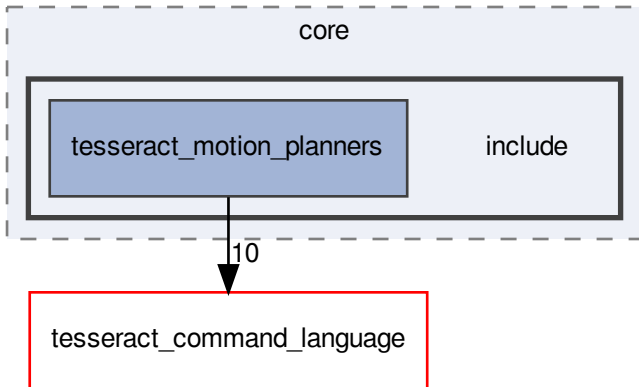 core
tesseract_motion_planners
include
10
tesseract_command_language